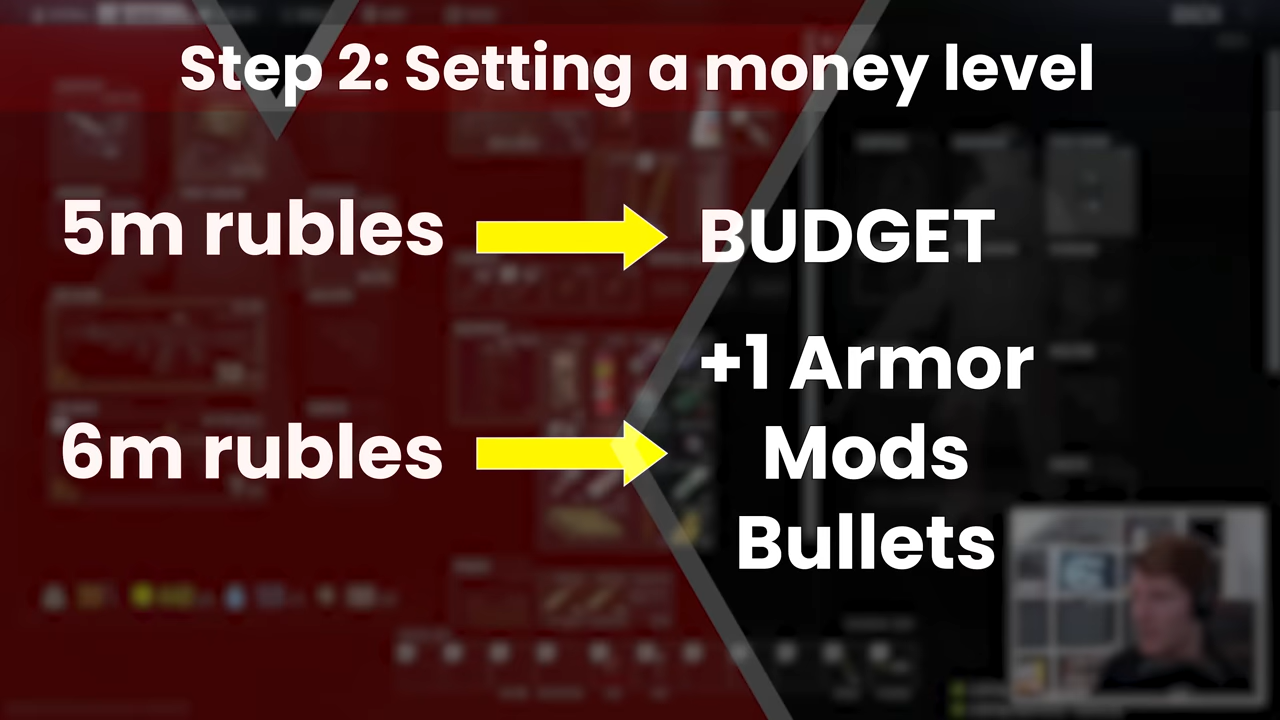 Step 2: Setting a money level
5m rubles
BUDGET
6m rubles
+1 Armor
Mods
Bullets